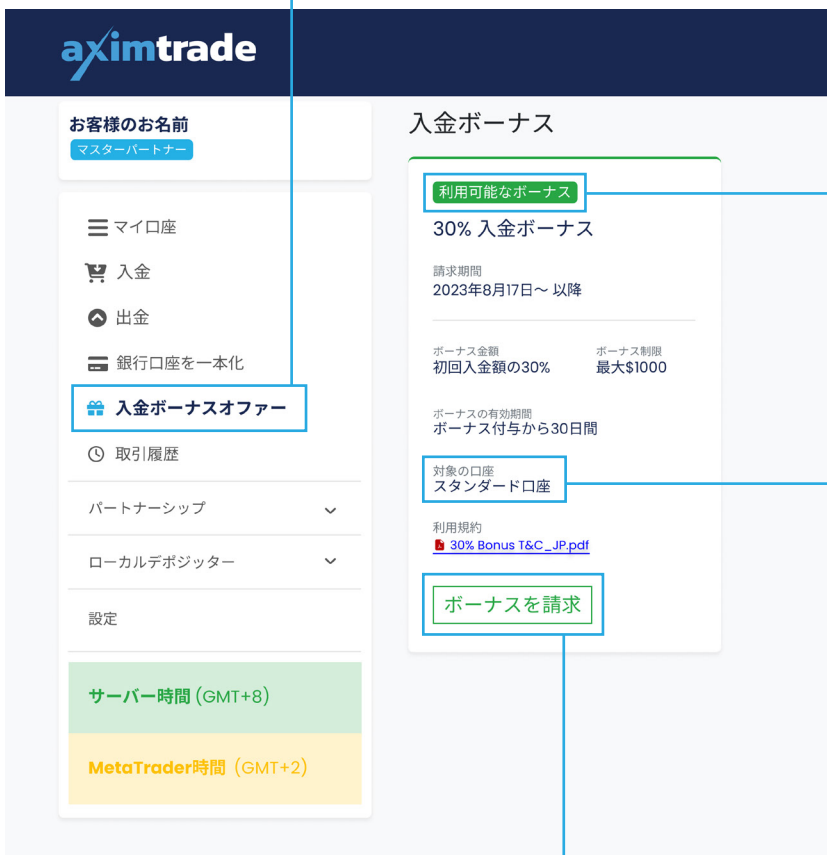 aximtrade
お客様のお名前
マスターパートナー
マイ口座
入金
出金
銀行口座を一本化
入金ボーナスオファー
取引履歴
パートナーシップ
ローカルデポジッター
設定
サーバー時間 (GMT+8)
MetaTrader時間 (GMT+2)
入金ボーナス
利用可能なボーナス
30% 入金ボーナス
請求期間
2023年8月17日〜 以降
ボーナス金額 ボーナス制限
初回入金額の30% 最大$1000
ボーナスの有効期間
ボーナス付与から30日間
対象の口座
スタンダード口座
利用規約
30% Bonus T&C_JP.pdf
ボーナスを請求